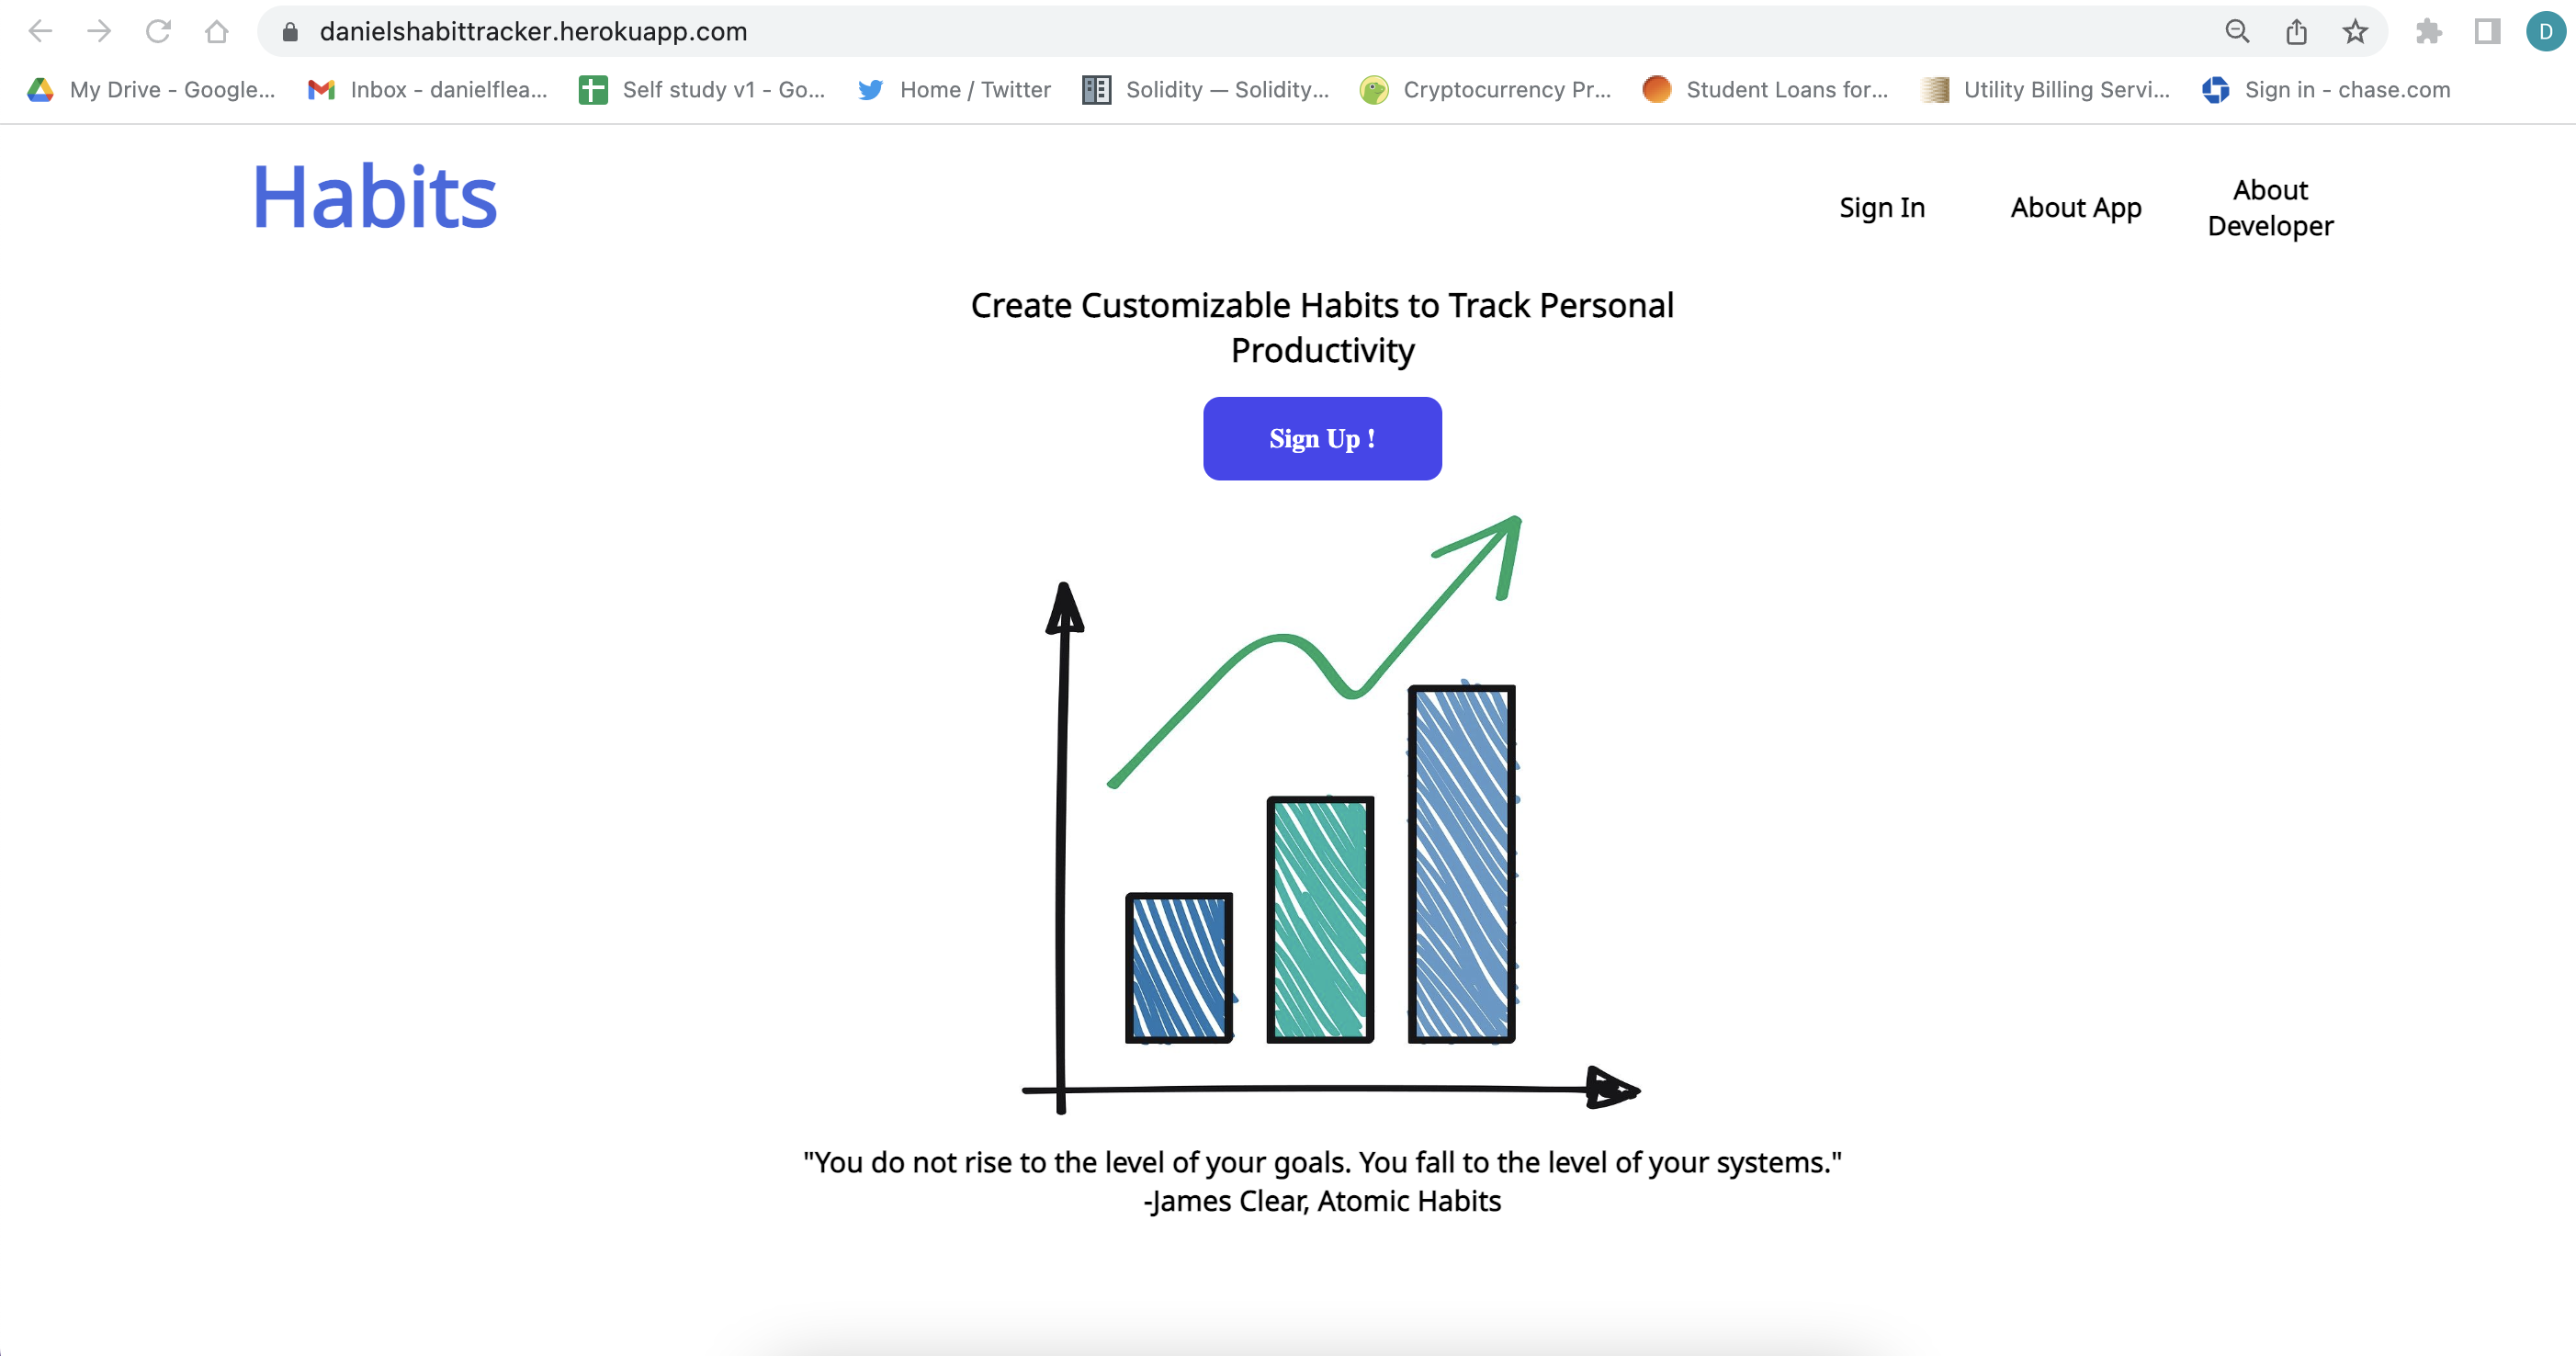 danielshabittracker.herokuapp.com
D
My Drive - Google... Inbox - danielflea... Self study v1 - Go... Home / Twitter Solidity — Solidity... Cryptocurrency Pr... Student Loans for... Utility Billing Servi... Sign in - chase.com
Habits
Sign In
About App
About
Developer
Create Customizable Habits to Track Personal
Productivity
Sign Up !
"You do not rise to the level of your goals. You fall to the level of your systems."
-James Clear, Atomic Habits